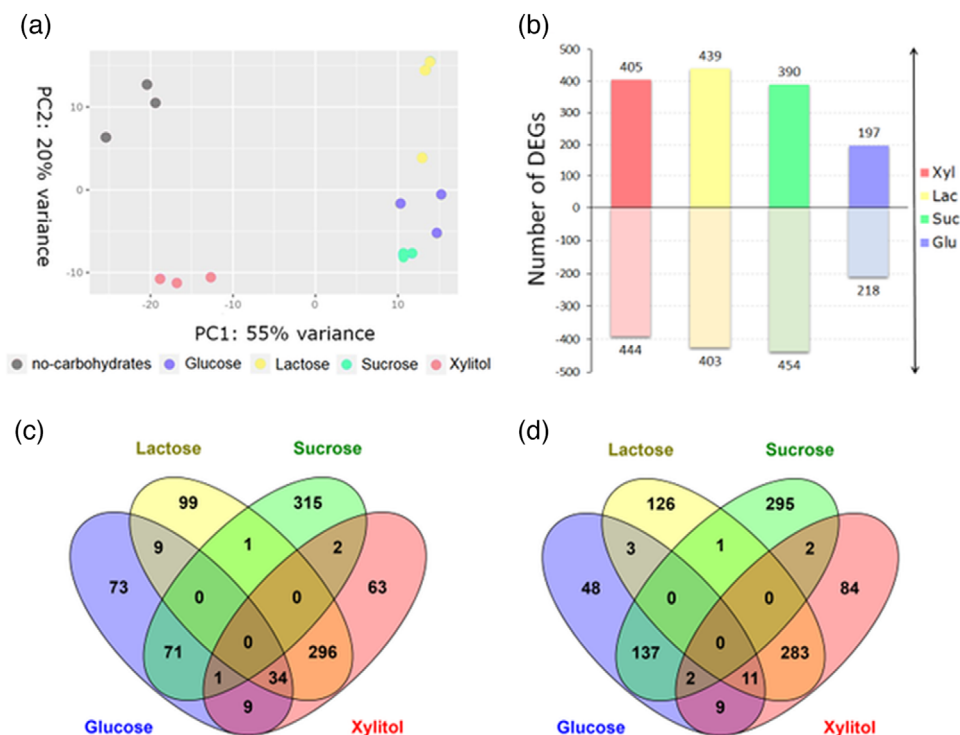 (a)
PC2: 20% variance
10
0
-10
-20
-10
0
10
PC1: 55% variance
no-carbohydrates Glucose Lactose Sucrose Xylitol
(b)
Number of DEGs
500
400
300
200
100
0
-100
-200
-300
-400
-500
405
439
390
197
444
403
454
218
Xyl
Lac
Suc
Glu
(c)
Lactose
Sucrose
99
315
9
1
2
73
0
0
63
0
71
296
1
34
9
Glucose
Xylitol
(d)
Lactose
Sucrose
126
295
3
1
2
48
0
0
84
0
137
283
2
11
9
Glucose
Xylitol